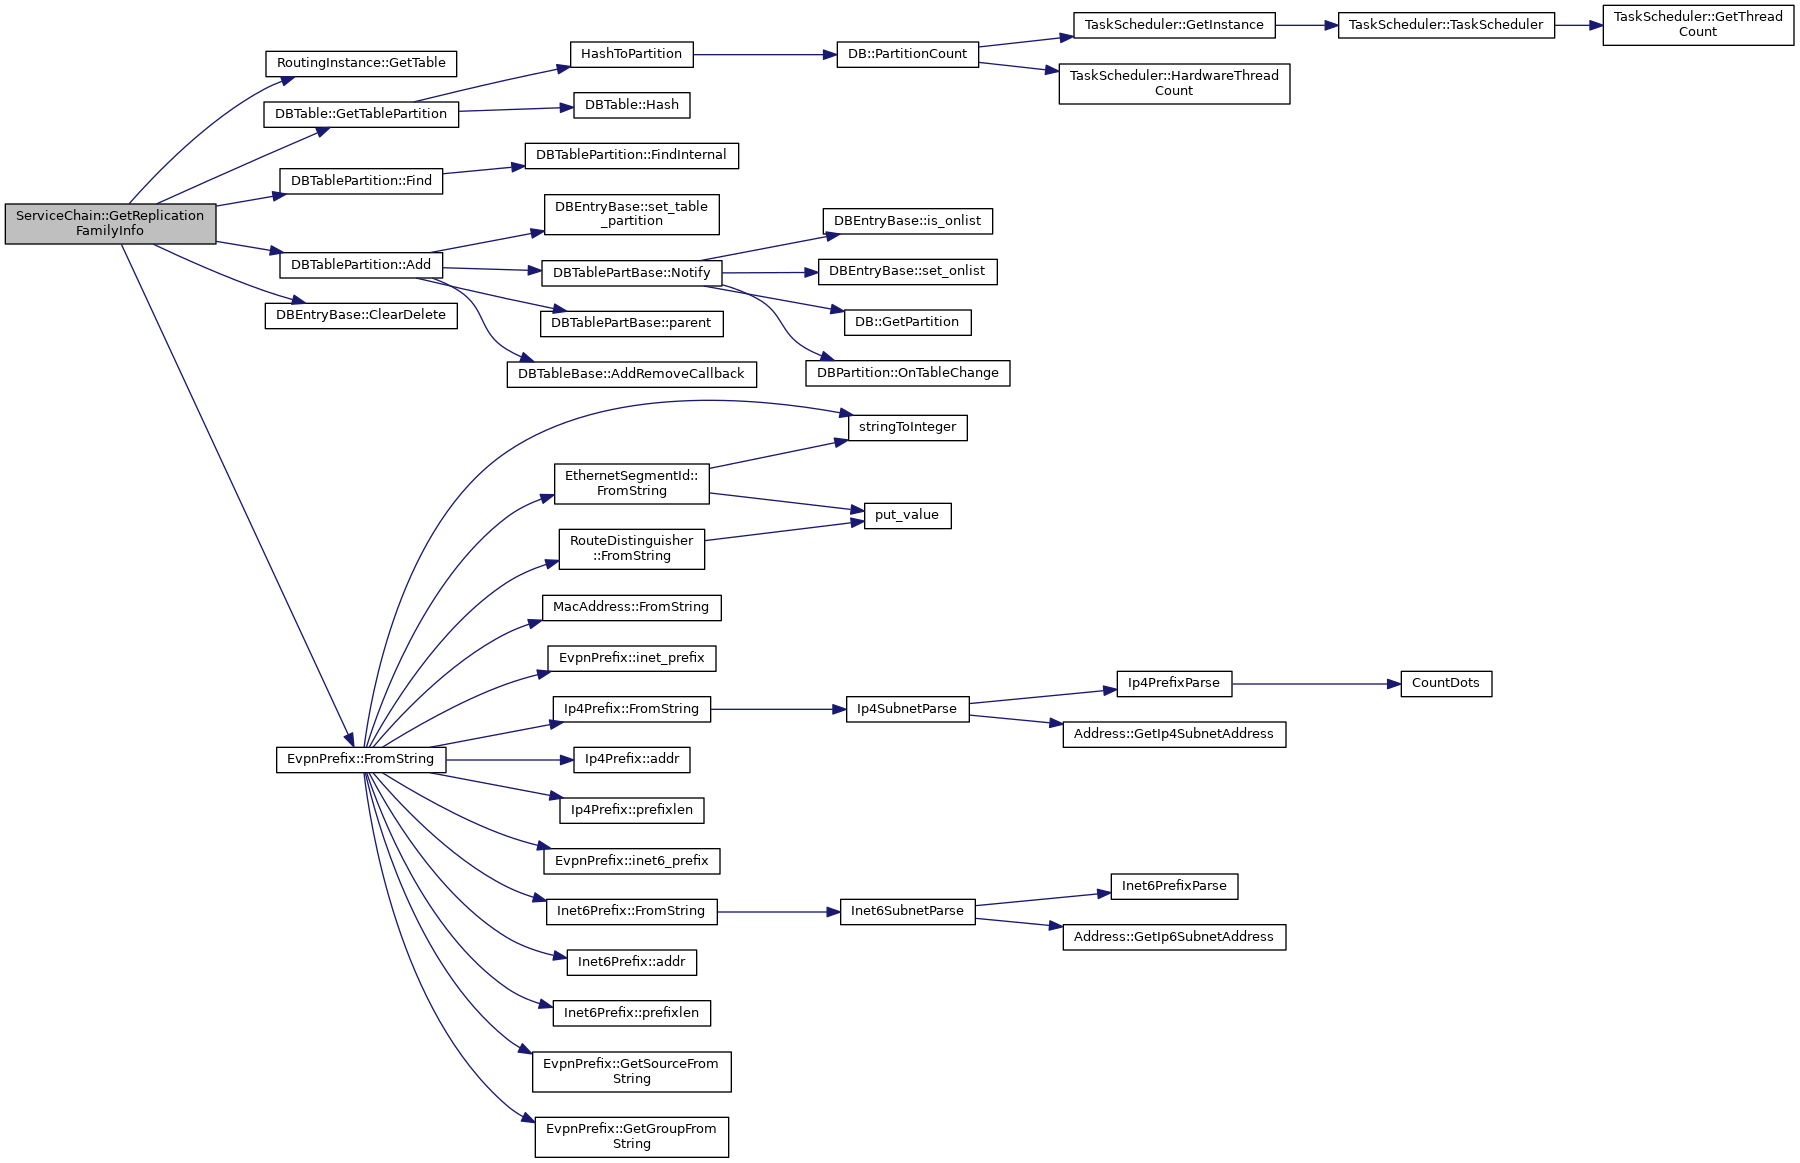 ServiceChain::GetReplication
FamilyInfo
RoutingInstance::GetTable
DBTable::GetTablePartition
DBTablePartition::Find
DBTablePartition::Add
DBEntryBase::ClearDelete
EvpnPrefix::FromString
HashToPartition
DBTable::Hash
DBTablePartition::FindInternal
DBEntryBase::set_table
_partition
DBTablePartBase::Notify
DBTablePartBase::parent
DBTableBase::AddRemoveCallback
EthernetSegmentId::
FromString
RouteDistinguisher
::FromString
MacAddress::FromString
EvpnPrefix::inet_prefix
Ip4Prefix::FromString
Ip4Prefix::addr
Ip4Prefix::prefixlen
EvpnPrefix::inet6_prefix
Inet6Prefix::FromString
Inet6Prefix::addr
Inet6Prefix::prefixlen
EvpnPrefix::GetSourceFrom
String
EvpnPrefix::GetGroupFrom
String
DB::PartitionCount
DBEntryBase::is_onlist
DBEntryBase::set_onlist
DB::GetPartition
DBPartition::OnTableChange
stringToInteger
put_value
Ip4SubnetParse
Inet6SubnetParse
TaskScheduler::GetInstance
TaskScheduler::HardwareThread
Count
Ip4PrefixParse
Address::GetIp4SubnetAddress
Inet6PrefixParse
Address::GetIp6SubnetAddress
TaskScheduler::TaskScheduler
CountDots
TaskScheduler::GetThread
Count